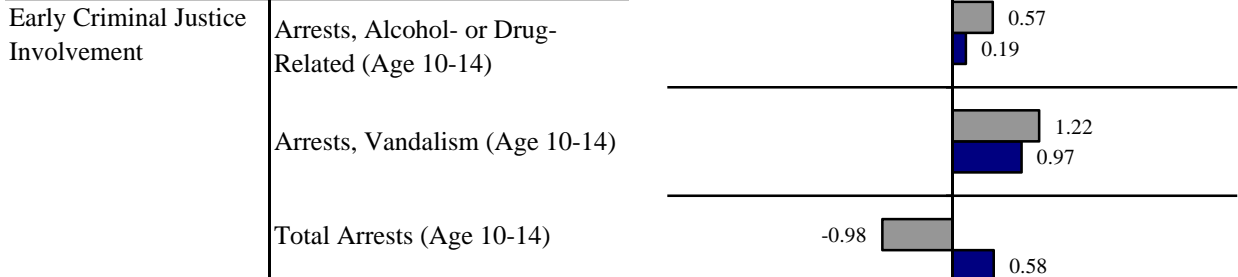 Early Criminal Justice
Involvement
Arrests, Alcohol- or Drug-
Related (Age 10-14)
0.57
0.19
Arrests, Vandalism (Age 10-14)
1.22
0.97
Total Arrests (Age 10-14)
-0.98
0.58